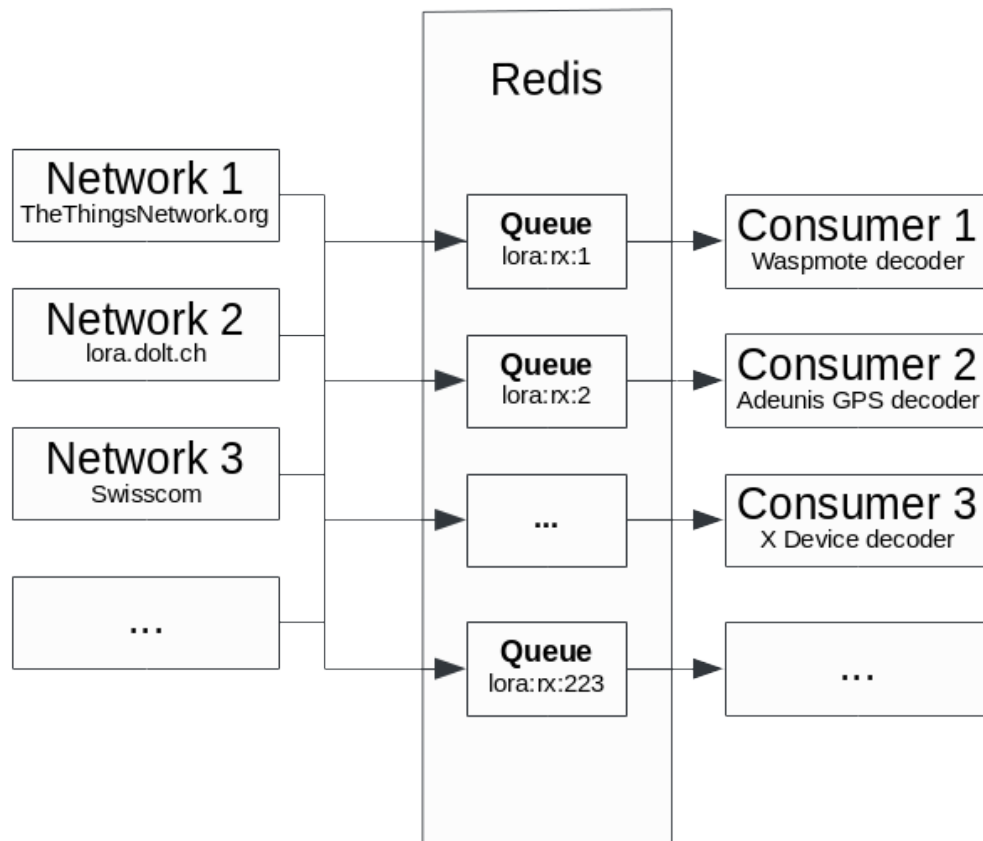 Redis
Network 1
TheThingsNetwork.org
Network 2
lora.dolt.ch
Network 3
Swisscom
...
Queue
lora:rx:1
Queue
lora:rx:2
...
Queue
lora:rx:223
Consumer 1
Waspmote decoder
Consumer 2
Adeunis GPS decoder
Consumer 3
X Device decoder
...